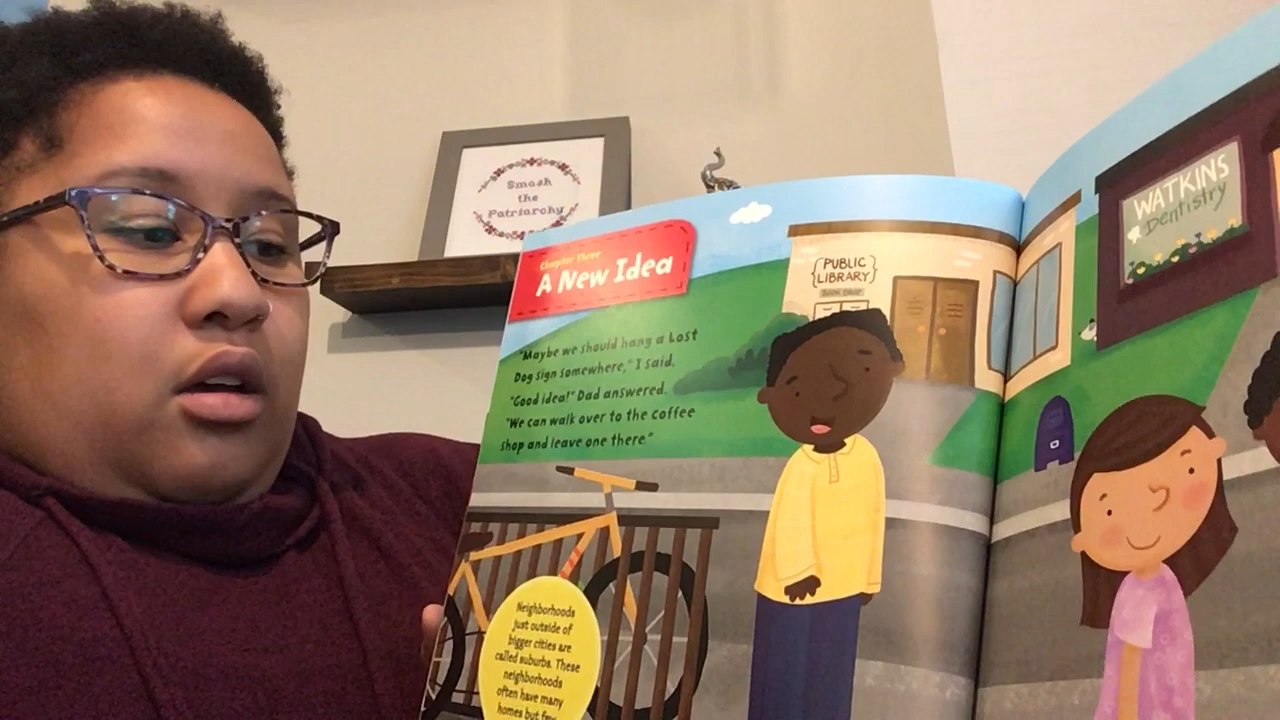 Smash
the
Patriarchy
Chapter Three
A New Idea
"Maybe we should hang a Lost
Dog sign somewhere," I said.
"Good idea!" Dad answered.
"We can walk over to the coffee
shop and leave one there."
Neighborhoods
just outside of
bigger cities are
called suburbs. These
neighborhoods
often have many
homes but few
PUBLIC
LIBRARY
BOOK DROP
WATKINS
Dentistry